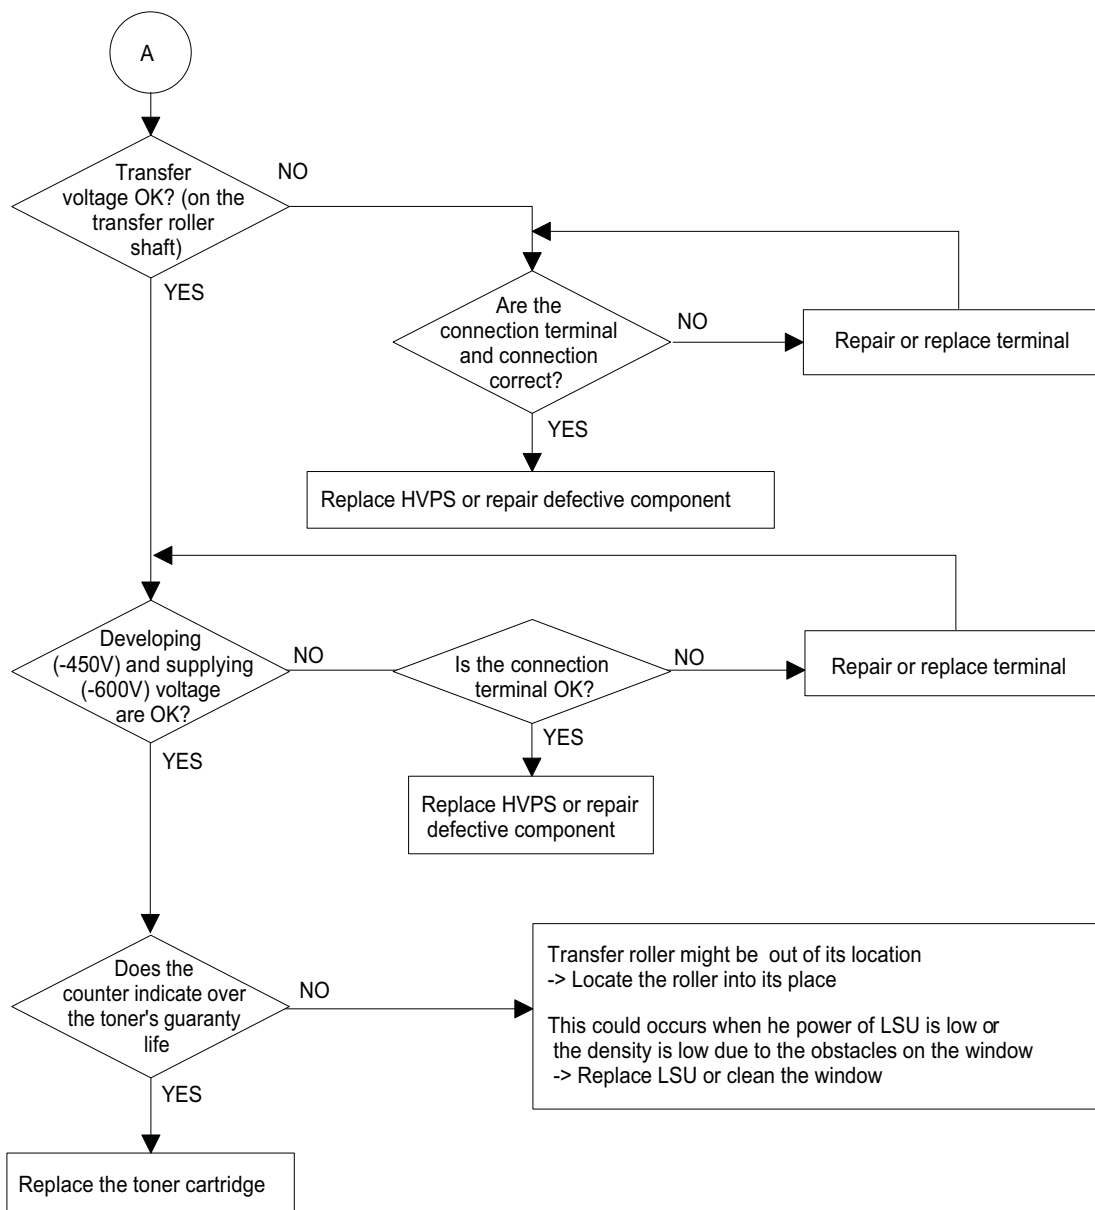 A
Transfer
voltage OK? (on the
transfer roller
shaft)
NO
YES
Are the
connection terminal
and connection
correct?
NO
Repair or replace terminal
YES
Replace HVPS or repair defective component
Developing
(-450V) and supplying
(-600V) voltage
are OK?
NO
Is the connection
terminal OK?
NO
Repair or replace terminal
YES
YES
Replace HVPS or repair
defective component
Does the
counter indicate over
the toner's guaranty
life
NO
Transfer roller might be out of its location
-> Locate the roller into its place
This could occurs when he power of LSU is low or
the density is low due to the obstacles on the window
-> Replace LSU or clean the window
YES
Replace the toner cartridge